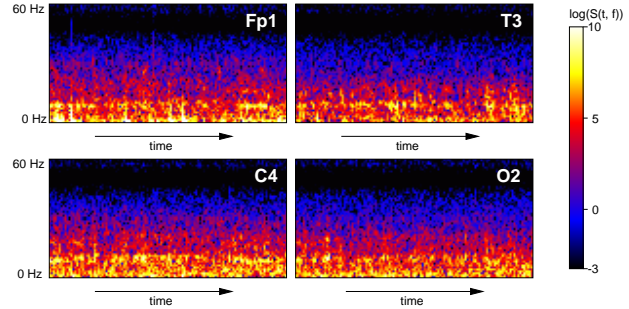 60 Hz
Fp1
T3
log(S(t, f))
10
5
0
-3
0 Hz
time
time
60 Hz
C4
O2
0 Hz
time
time